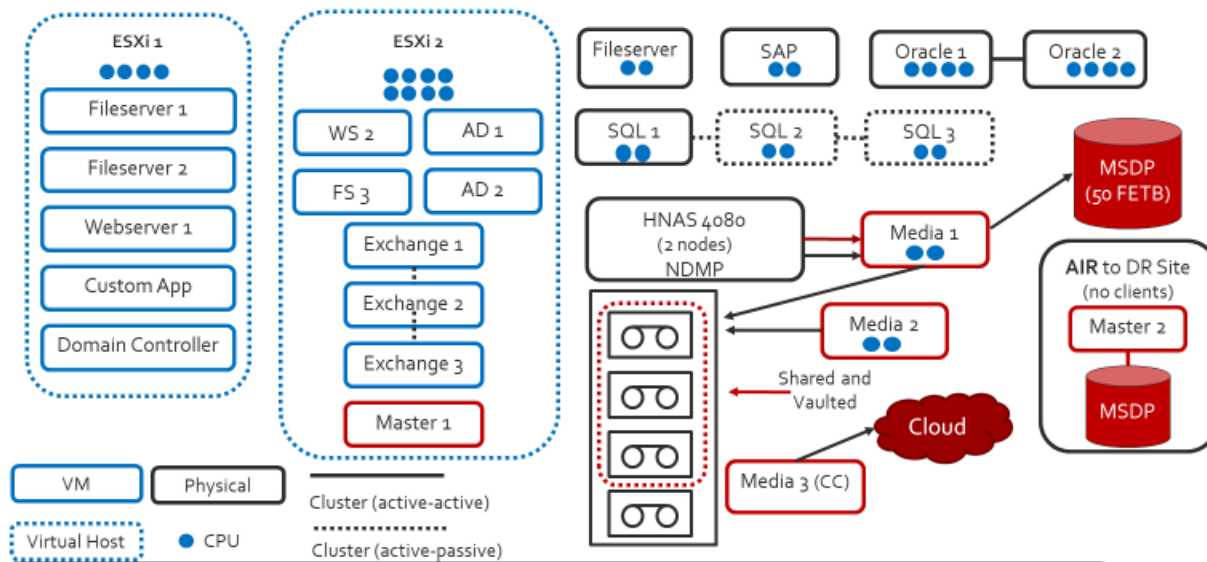 ESXi 1
Fileserver 1
Fileserver 2
Webserver 1
Custom App
Domain Controller
ESXi 2
WS 2
AD 1
FS 3
AD 2
Exchange 1
Exchange 2
Exchange 3
Master 1
Fileserver
SAP
Oracle 1
Oracle 2
SQL 1
SQL 2
SQL 3
HNAS 4080
(2 nodes)
NDMP
Media 1
MSDP
(50 FETB)
Media 2
Shared and
Vaulted
Cloud
Media 3 (CC)
AIR to DR Site
(no clients)
Master 2
MSDP
VM
Physical
Cluster (active-active)
Virtual Host
CPU
Cluster (active-passive)